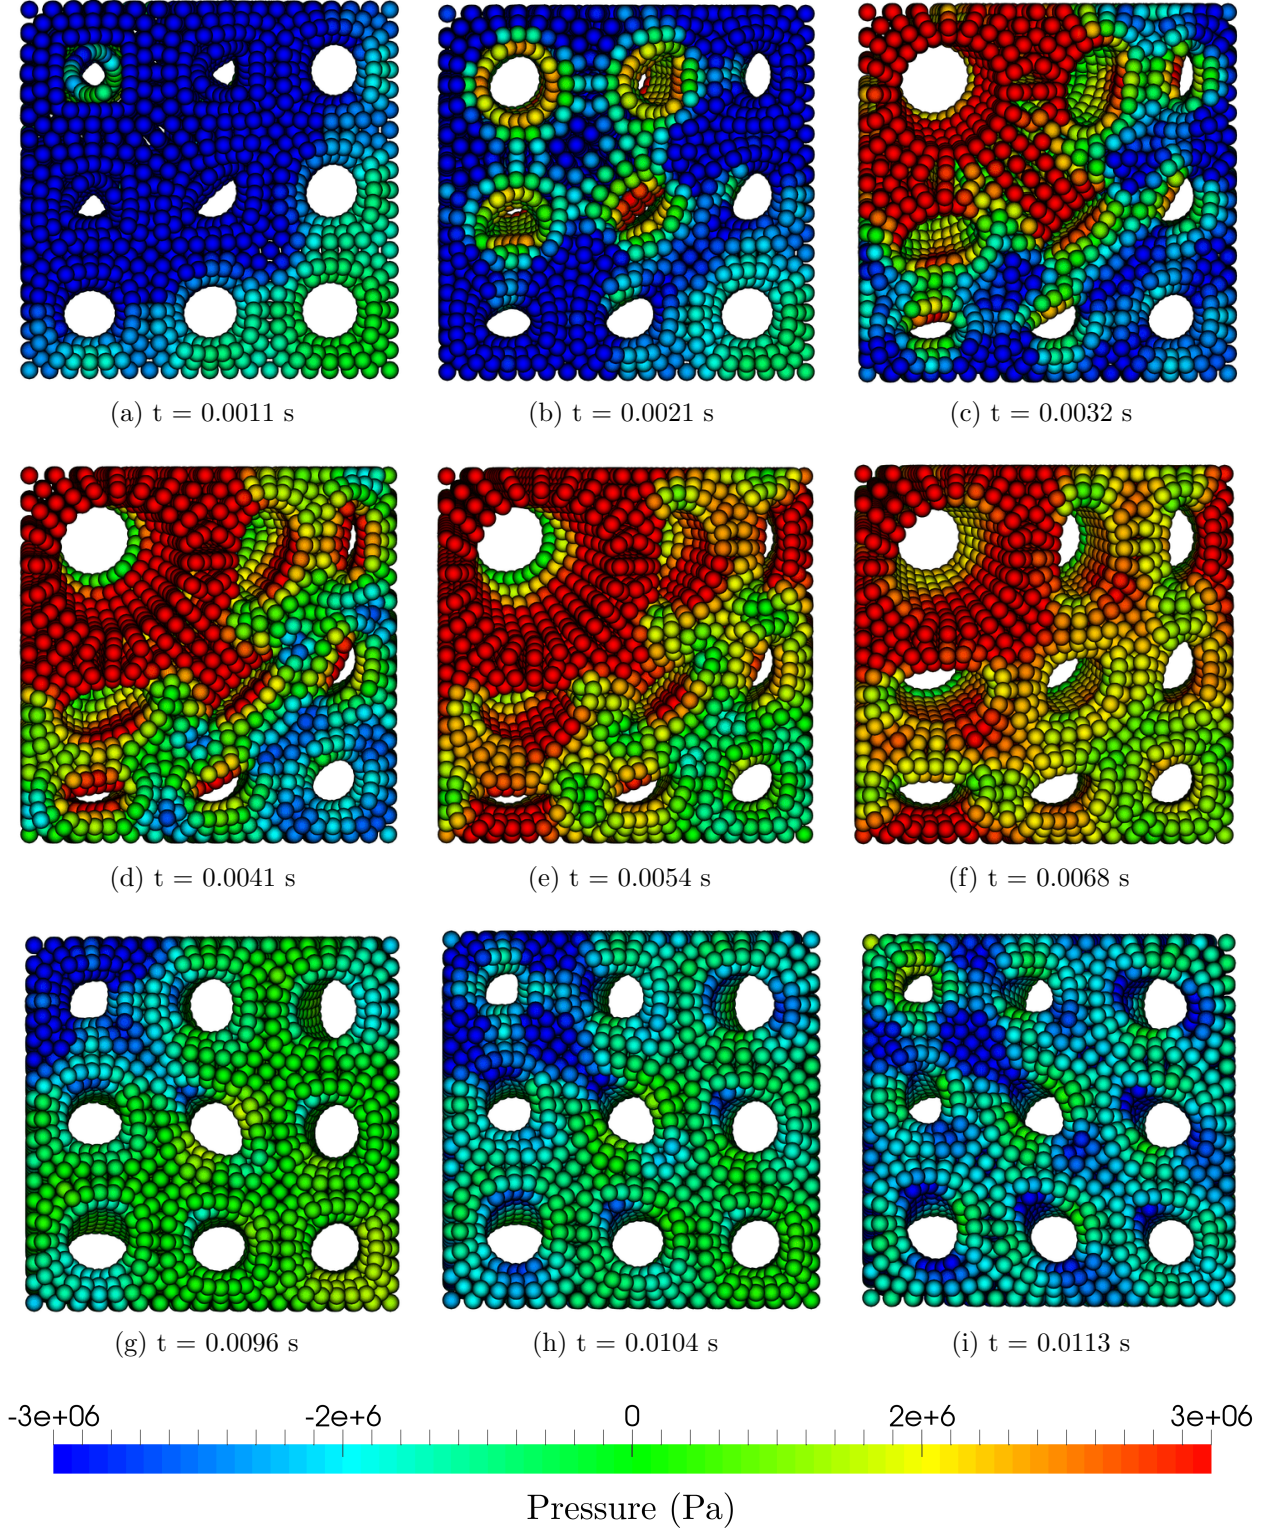 (a) t = 0.0011 s
(b) t = 0.0021 s
(c) t = 0.0032 s
(d) t = 0.0041 s
(e) t = 0.0054 s
(f) t = 0.0068 s
(g) t = 0.0096 s
(h) t = 0.0104 s
(i) t = 0.0113 s
-3e+06 -2e+6 0 2e+6 3e+06
Pressure (Pa)